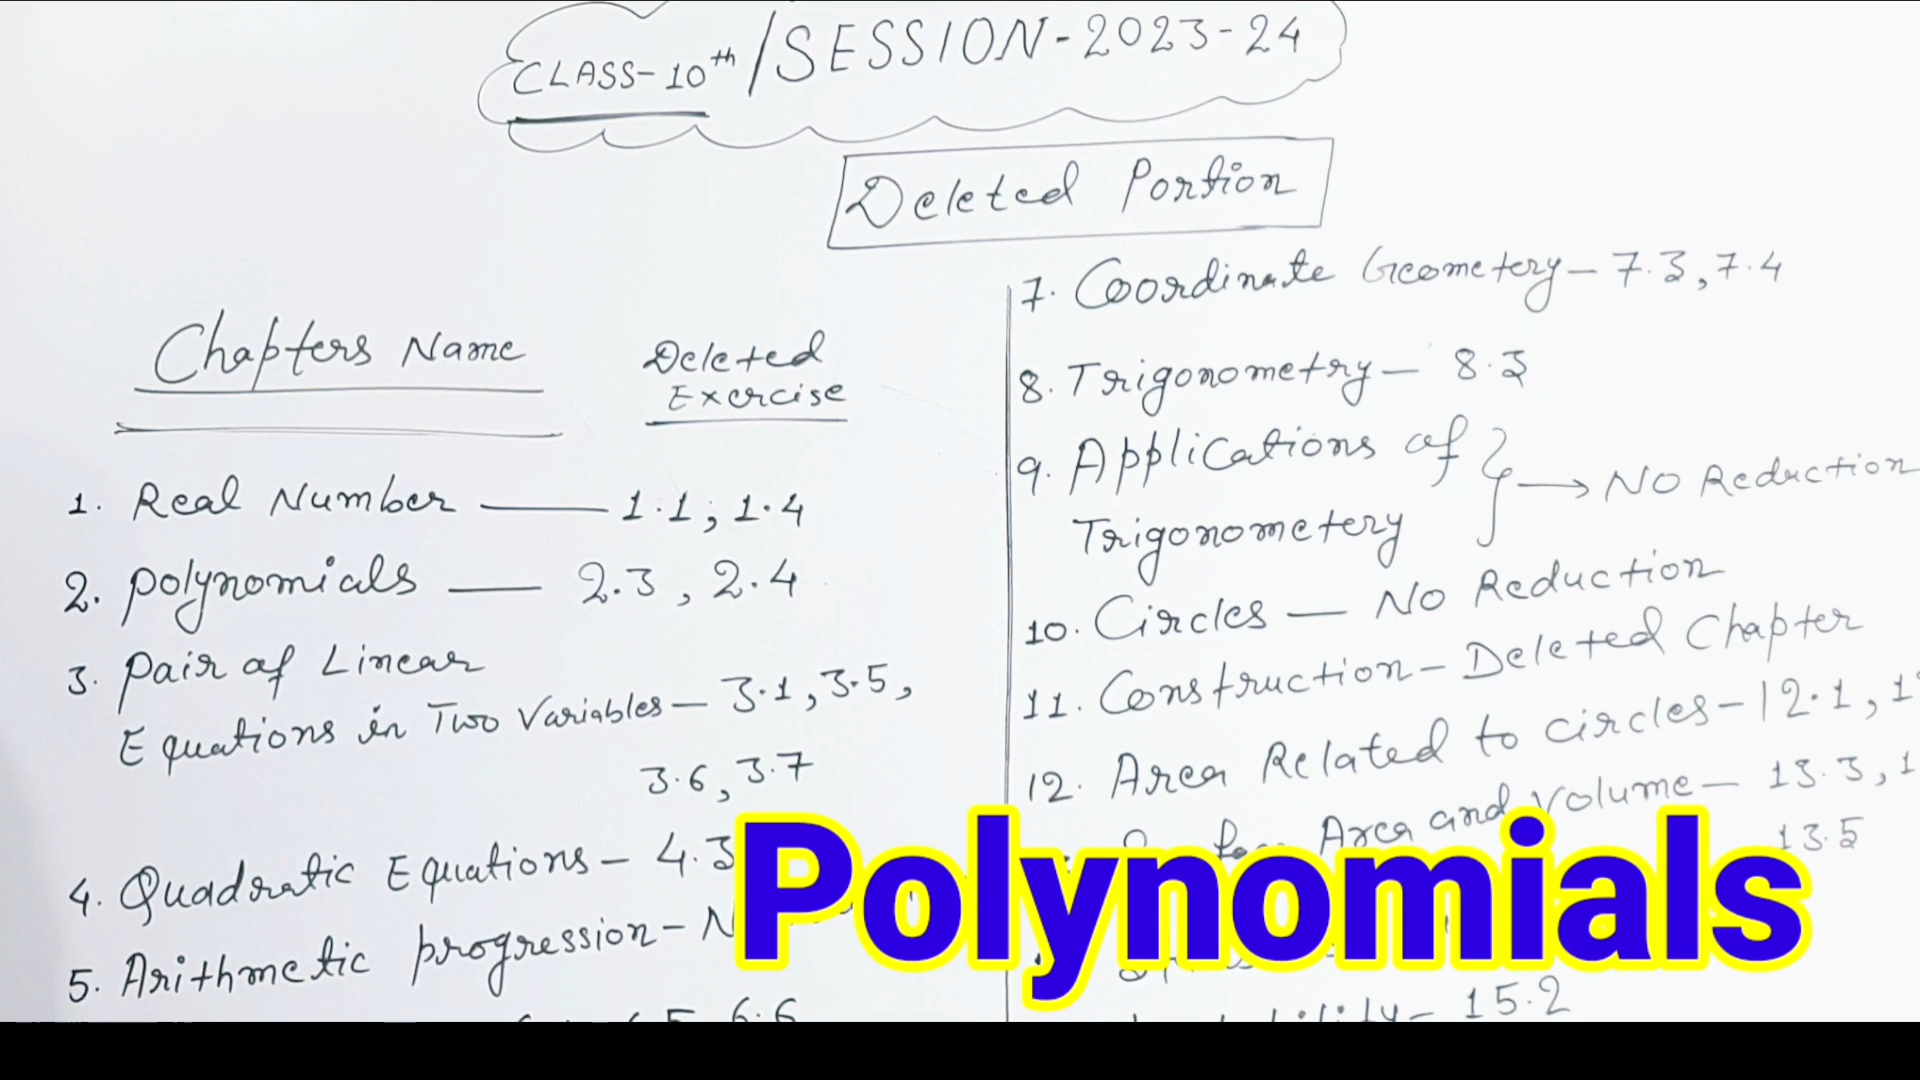 CLASS-10th/SESSION-2023-24
Deleted Portion
Chapters Name
Deleted
Exercise
1. Real Number — 1.1, 1.4
2. Polynomials — 2.3, 2.4
3. Pair of Linear
Equations in Two Variables — 3.1, 3.5,
3.6, 3.7
4. Quadratic Equations — 4.3
5. Arithmetic progression —
6.6
7. Coordinate Geometery — 7.3, 7.4
8. Trigonometry — 8.3
9. Applications of
Trigonometery
→ NO Reduction
10. Circles — NO Reduction
11. Construction — Deleted Chapter
12. Area Related to circles — 12.1,
Area and Volume — 13.3,
13.5
15.2
Polynomials